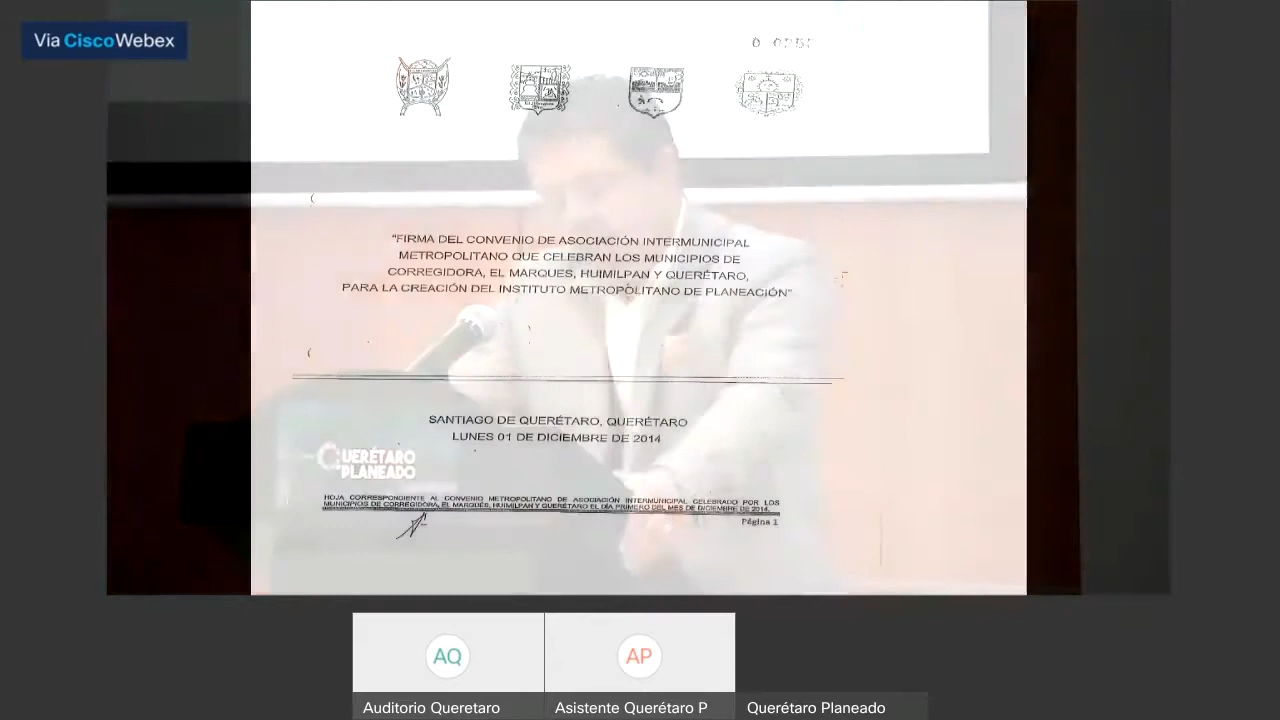 Via CiscoWebex
"FIRMA DEL CONVENIO DE ASOCIACIÓN INTERMUNICIPAL
METROPOLITANO QUE CELEBRAN LOS MUNICIPIOS DE
CORREGIDORA, EL MARQUES, HUIMILPAN Y QUERÉTARO,
PARA LA CREACIÓN DEL INSTITUTO METROPOLITANO DE PLANEACIÓN"
SANTIAGO DE QUERÉTARO, QUERÉTARO
LUNES 01 DE DICIEMBRE DE 2014
QUERÉTARO
PLANEADO
HOJA CORRESPONDIENTE AL CONVENIO METROPOLITANO DE ASOCIACIÓN INTERMUNICIPAL CELEBRADO POR LOS
MUNICIPIOS DE CORREGIDORA, EL MARQUÉS, HUIMILPAN Y QUERÉTARO EL DÍA PRIMERO DEL MES DE DICIEMBRE DE 2014.
Página 1
AQ
AP
Auditorio Queretaro
Asistente Querétaro P
Querétaro Planeado